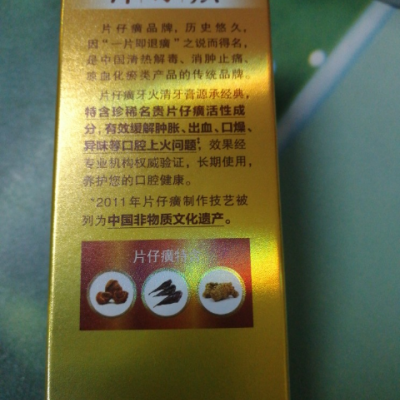 片仔癀品牌，历史悠久，
因“一片即退癀”之说而得名，
是中国清热解毒、消肿止痛、
凉血化瘀类产品的传统品牌。
片仔癀牙火清牙膏源承经典，
特含珍稀名贵片仔癀活性成
分，有效缓解肿胀、出血、口燥、
异味等口腔上火问题，效果经
专业机构权威验证，长期使用，
养护您的口腔健康。
*2011年片仔癀制作技艺被
列为中国非物质文化遗产。
片仔癀特